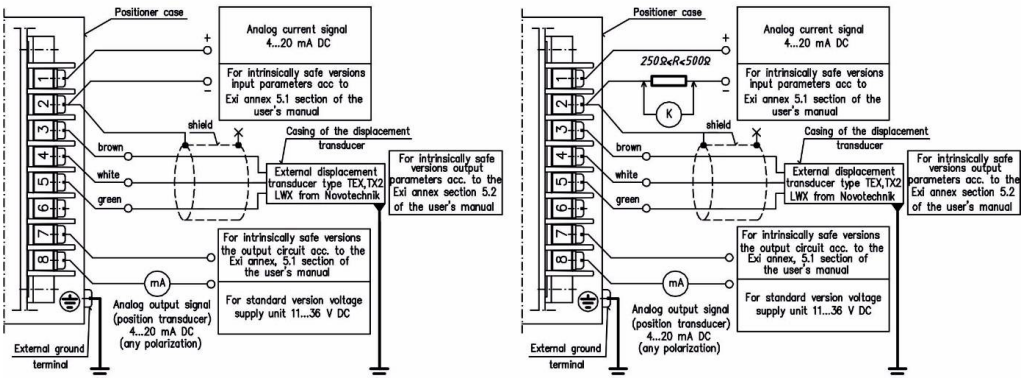 Positioner case
+
Analog current signal
4...20 mA DC
For intrinsically safe versions
input parameters acc to
Exi annex 5.1 section of the
user's manual
−
1
2
3
4
5
6
7
8
shield
Casing of the displacement
transducer
brown
white
green
External displacement
transducer type TEX,TX2
LWX from Novotechnik
For intrinsically safe
versions output
parameters acc. to the
Exi annex section 5.2
of the user's manual
For intrinsically safe versions
the output circuit acc. to the
Exi annex, 5.1 section of
the user's manual
mA
For standard version voltage
supply unit 11...36 V DC
Analog output signal
(position transducer)
4...20 mA DC
(any polarization)
External ground
terminal
Positioner case
+
Analog current signal
4...20 mA DC
250Ω<R<500Ω
K
For intrinsically safe versions
input parameters acc to
Exi annex 5.1 section of the
user's manual
−
1
2
3
4
5
6
7
8
shield
Casing of the displacement
transducer
brown
white
green
External displacement
transducer type TEX,TX2
LWX from Novotechnik
For intrinsically safe
versions output
parameters acc. to the
Exi annex section 5.2
of the user's manual
For intrinsically safe versions
the output circuit acc. to the
Exi annex, 5.1 section of
the user's manual
mA
For standard version voltage
supply unit 11...36 V DC
Analog output signal
(position transducer)
4...20 mA DC
(any polarization)
External ground
terminal